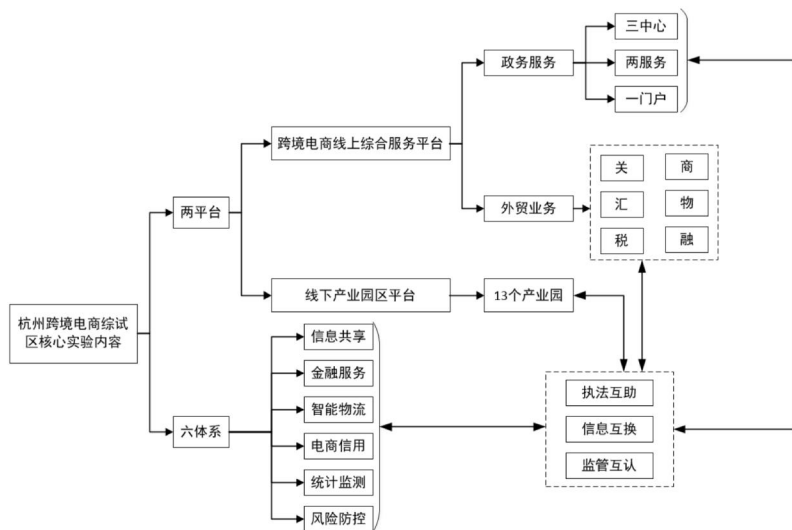 杭州跨境电商综试
区核心实验内容
两平台
六体系
跨境电商线上综合服务平台
线下产业园区平台
政务服务
外贸业务
13个产业园
三中心
两服务
一门户
关
商
汇
物
税
融
信息共享
金融服务
智能物流
电商信用
统计监测
风险防控
执法互助
信息互换
监管互认